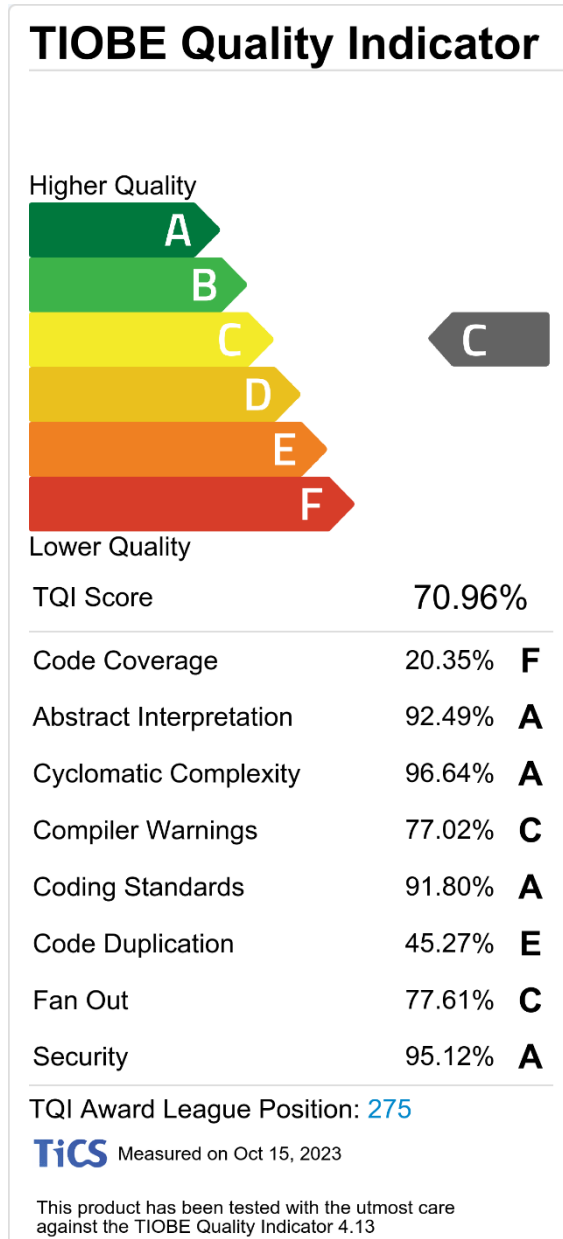 TIOBE Quality Indicator
Higher Quality
A
B
C
C
D
E
F
Lower Quality
TQI Score 70.96%
Code Coverage 20.35% F
Abstract Interpretation 92.49% A
Cyclomatic Complexity 96.64% A
Compiler Warnings 77.02% C
Coding Standards 91.80% A
Code Duplication 45.27% E
Fan Out 77.61% C
Security 95.12% A
TQI Award League Position: 275
TiCS Measured on Oct 15, 2023
This product has been tested with the utmost care
against the TIOBE Quality Indicator 4.13